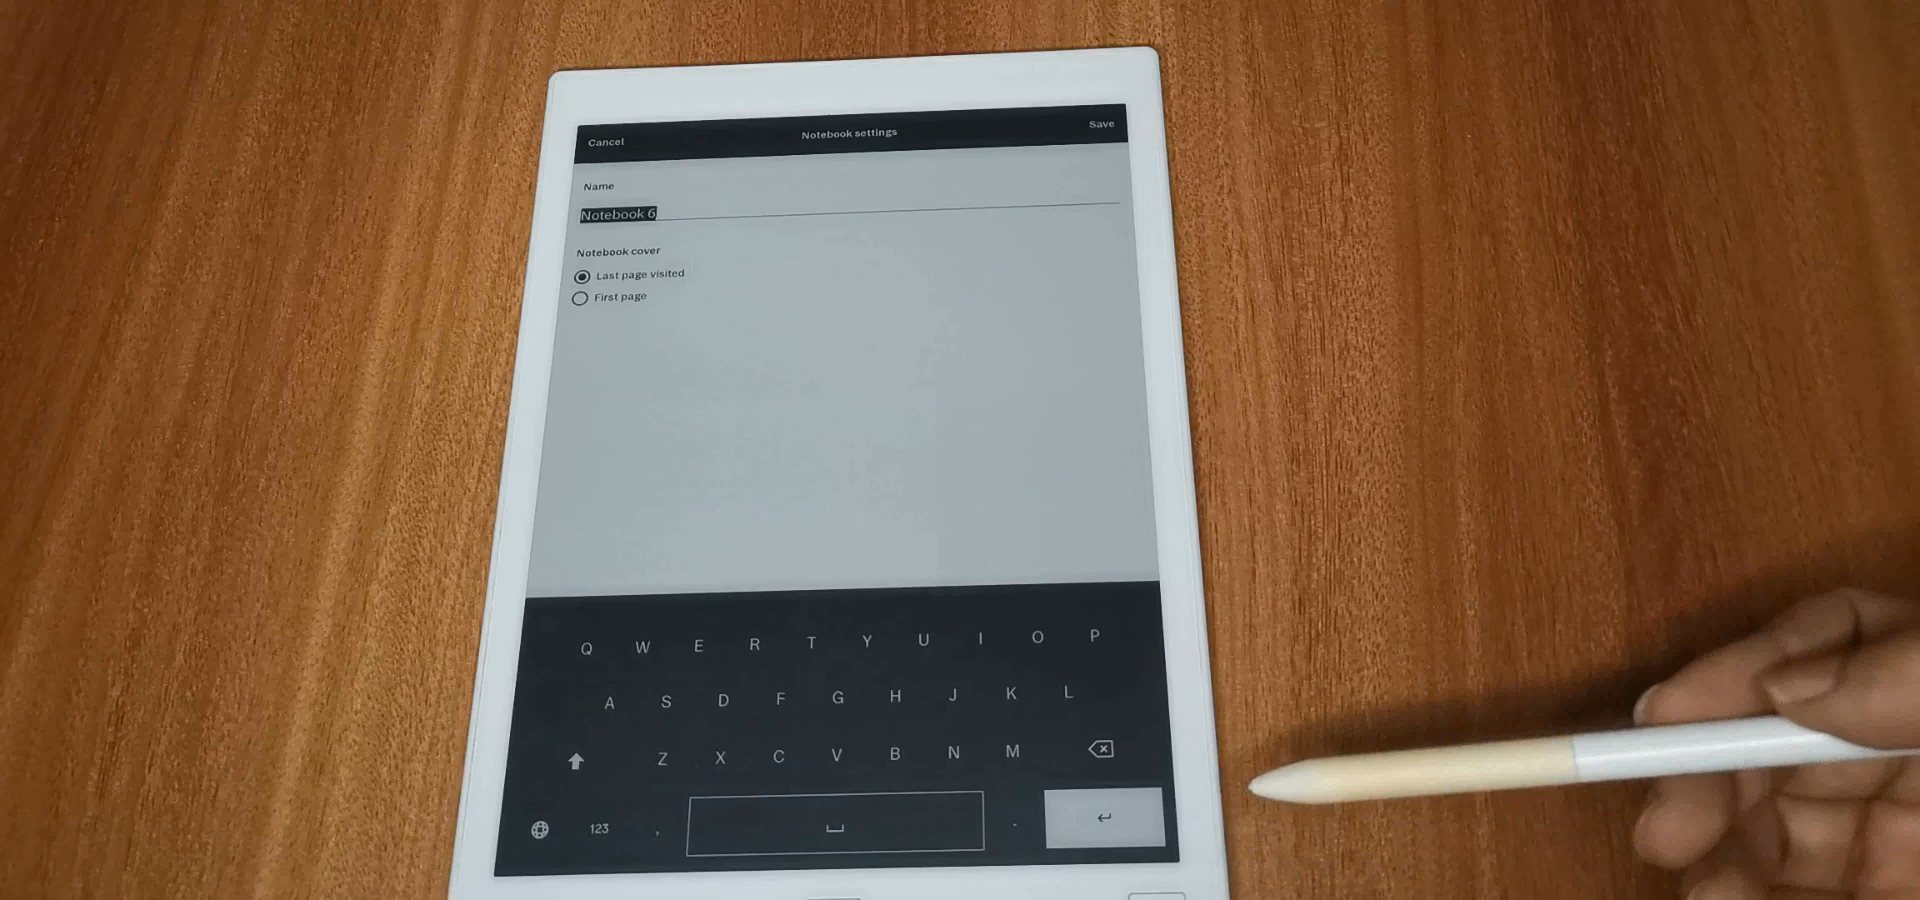 Cancel Notebook settings Save
Name
Notebook 6
Notebook cover
Last page visited
First page
Q W E R T Y U I O P
A S D F G H J K L
Z X C V B N M
123 , .